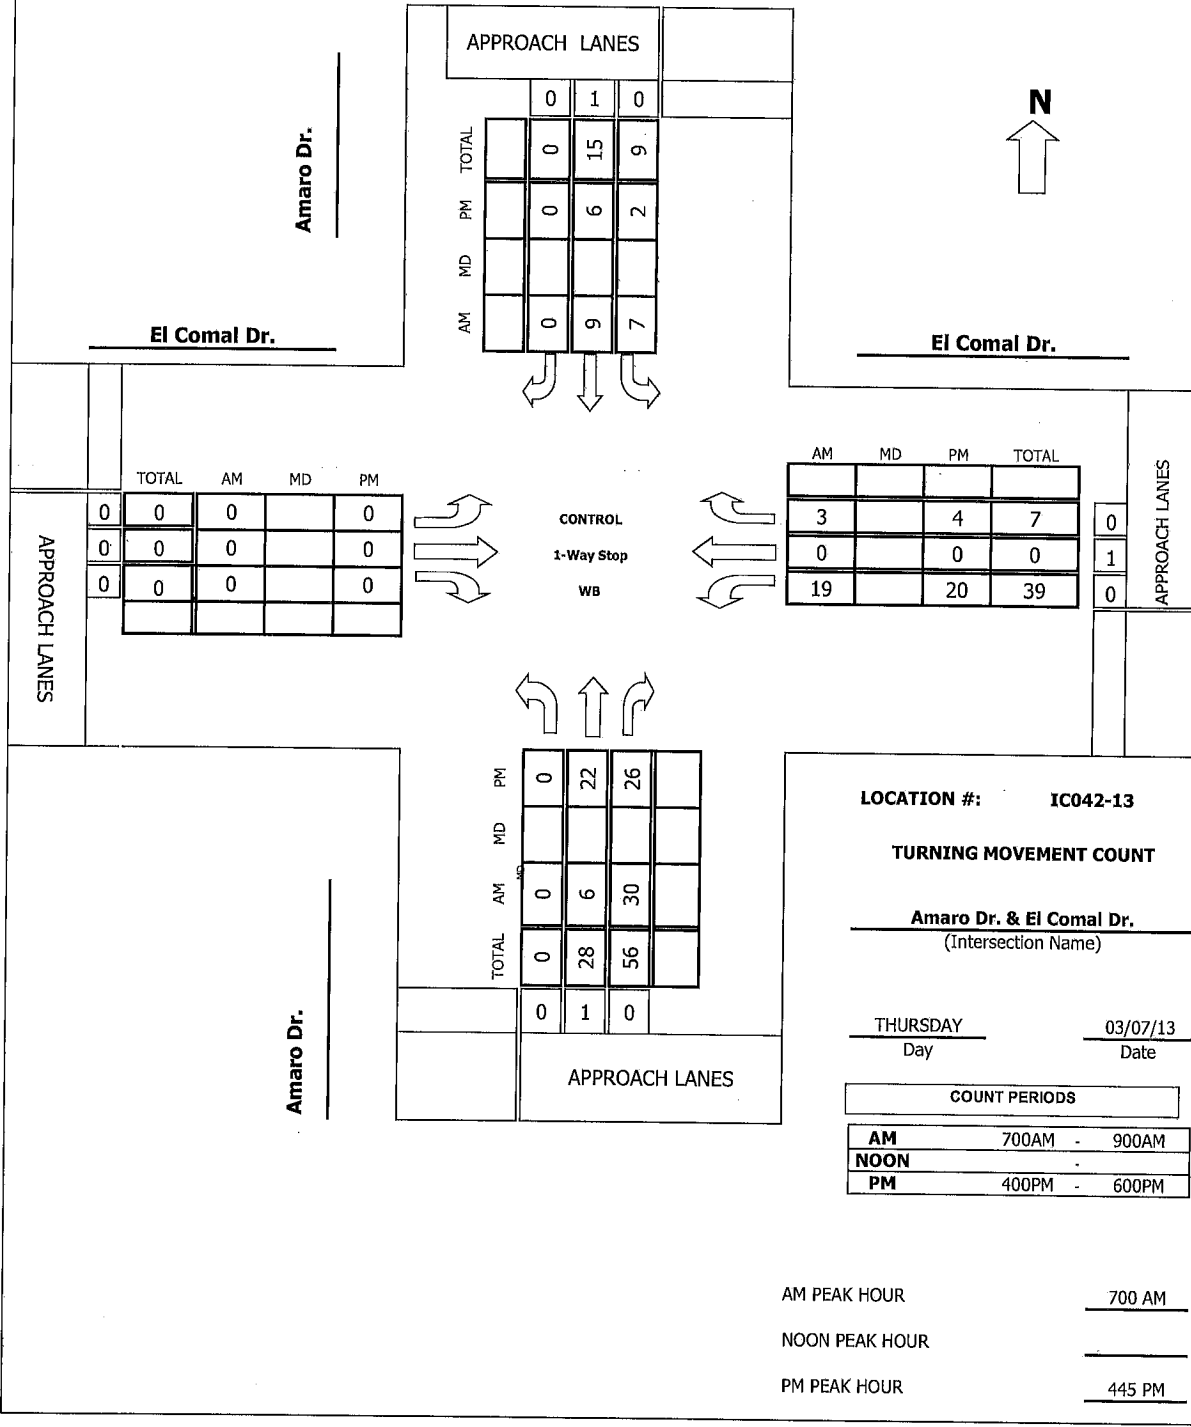 APPROACH LANES
0 1 0
N
Amaro Dr.
TOTAL 0 15 9
PM 0 6 2
MD
AM 0 9 7
El Comal Dr.
El Comal Dr.
TOTAL AM MD PM
0 0 0 0
0 0 0 0
0 0 0 0
APPROACH LANES
CONTROL
1-Way Stop
WB
AM MD PM TOTAL
3 4 7 0
0 0 0 1
19 20 39 0
APPROACH LANES
PM 0 22 26
MD
MD
AM 0 6 30
TOTAL 0 28 56
0 1 0
APPROACH LANES
Amaro Dr.
LOCATION #: IC042-13
TURNING MOVEMENT COUNT
Amaro Dr. & El Comal Dr.
(Intersection Name)
THURSDAY 03/07/13
Day Date
COUNT PERIODS
AM 700AM - 900AM
NOON -
PM 400PM - 600PM
AM PEAK HOUR 700 AM
NOON PEAK HOUR
PM PEAK HOUR 445 PM